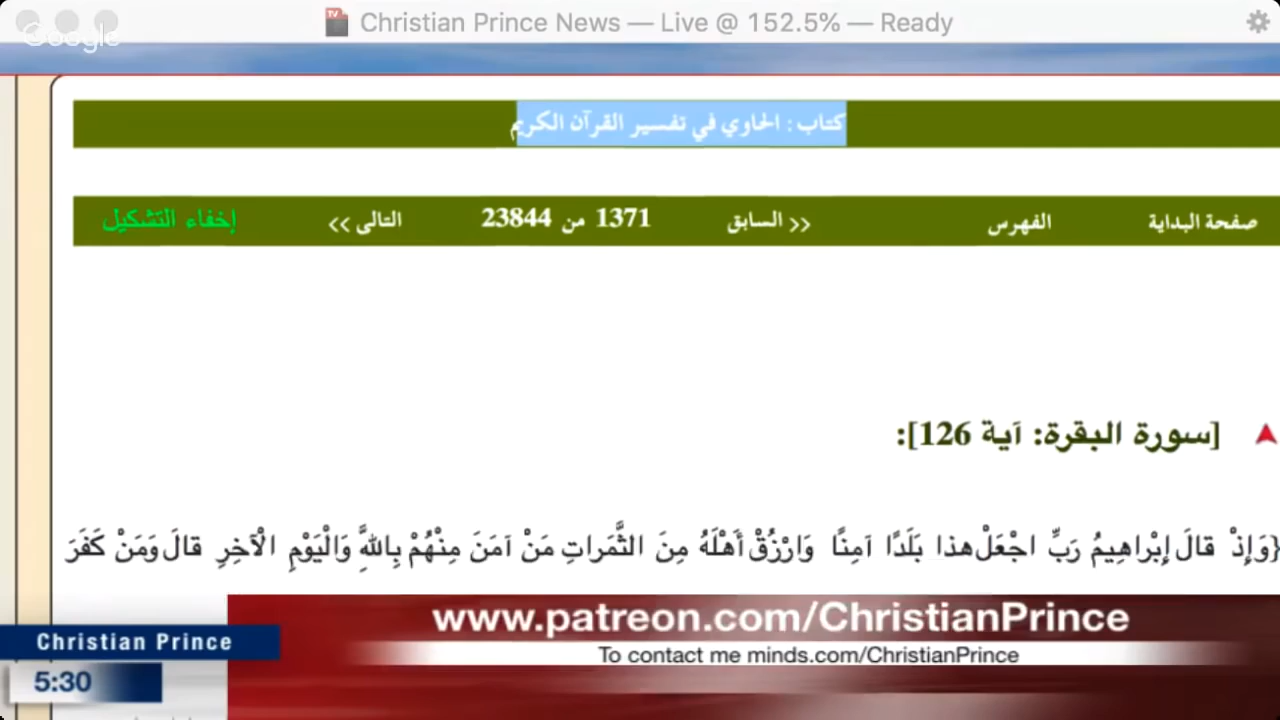 Christian Prince News — Live @ 152.5% — Ready
Google
كتاب : الحاوي في تفسير القرآن الكريم
صفحة البداية الفهرس << السابق 1371 من 23844 التالى >> إخفاء التشكيل
[سورة البقرة: آية 126]:
{وَإِذْ قالَ إِبْراهِيمُ رَبِّ اجْعَلْ هذا بَلَدًا آمِنًا وَارْزُقْ أَهْلَهُ مِنَ الثَّمَراتِ مَنْ آمَنَ مِنْهُمْ بِاللَّهِ وَالْيَوْمِ الْآخِرِ قالَ وَمَنْ كَفَرَ
www.patreon.com/ChristianPrince
Christian Prince
To contact me minds.com/ChristianPrince
5:30